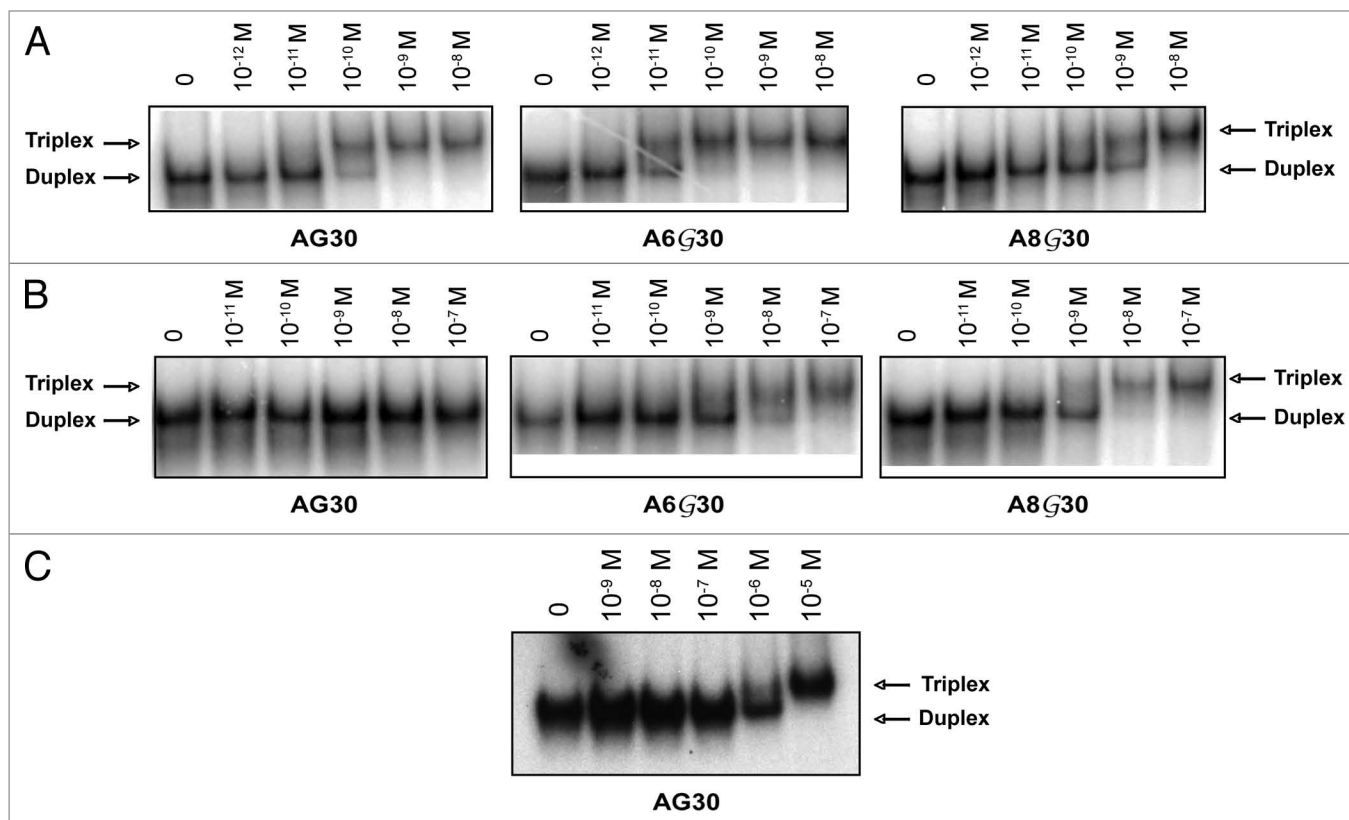 A
0 10⁻¹² M 10⁻¹¹ M 10⁻¹⁰ M 10⁻⁹ M 10⁻⁸ M
0 10⁻¹² M 10⁻¹¹ M 10⁻¹⁰ M 10⁻⁹ M 10⁻⁸ M
0 10⁻¹² M 10⁻¹¹ M 10⁻¹⁰ M 10⁻⁹ M 10⁻⁸ M
Triplex
Duplex
Triplex
Duplex
AG30
A6𝒢30
A8𝒢30
B
0 10⁻¹¹ M 10⁻¹⁰ M 10⁻⁹ M 10⁻⁸ M 10⁻⁷ M
0 10⁻¹¹ M 10⁻¹⁰ M 10⁻⁹ M 10⁻⁸ M 10⁻⁷ M
0 10⁻¹¹ M 10⁻¹⁰ M 10⁻⁹ M 10⁻⁸ M 10⁻⁷ M
Triplex
Duplex
Triplex
Duplex
AG30
A6𝒢30
A8𝒢30
C
0 10⁻⁹ M 10⁻⁸ M 10⁻⁷ M 10⁻⁶ M 10⁻⁵ M
Triplex
Duplex
AG30